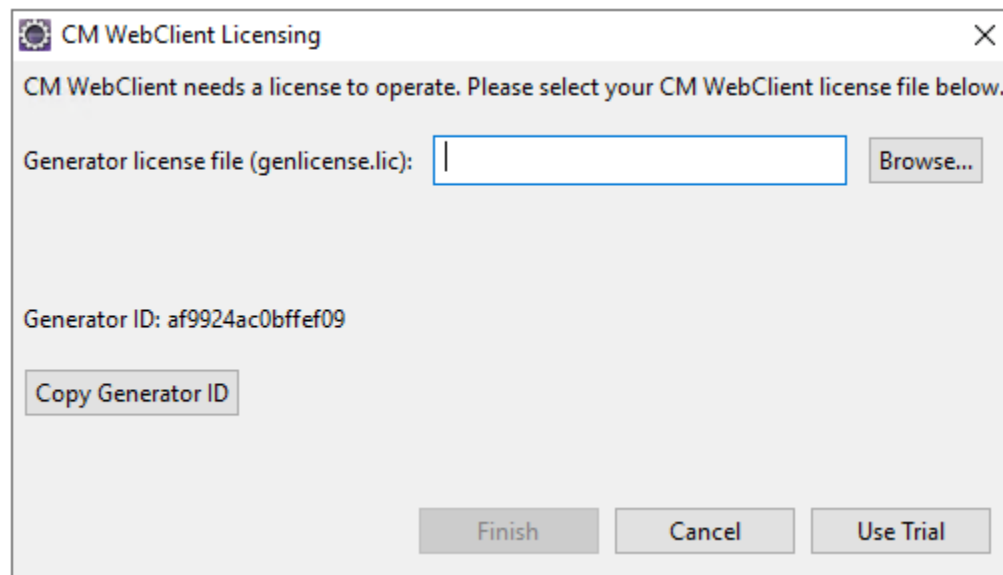 CM WebClient Licensing
CM WebClient needs a license to operate. Please select your CM WebClient license file below.
Generator license file (genlicense.lic):
Browse...
Generator ID: af9924ac0bffef09
Copy Generator ID
Finish
Cancel
Use Trial